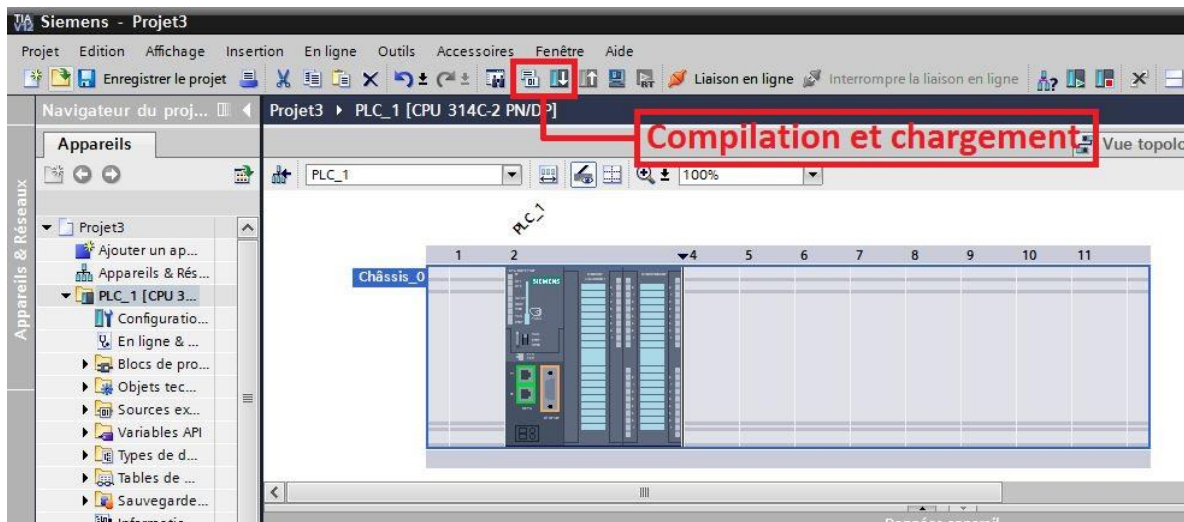 Siemens - Projet3
Projet Edition Affichage Insertion En ligne Outils Accessoires Fenêtre Aide
Enregistrer le projet Liaison en ligne Interrompre la liaison en ligne
Navigateur du proj... Projet3 PLC_1 [CPU 314C-2 PN/DP]
Compilation et chargement
Appareils Vue topolo
PLC_1 100%
Appareils & Réseaux
PLC_1
Projet3
Ajouter un ap...
Appareils & Rés...
PLC_1 [CPU 3...
Configuratio...
En ligne & ...
Blocs de pro...
Objets tec...
Sources ex...
Variables API
Types de d...
Tables de ...
Sauvegarde...
1 2 4 5 6 7 8 9 10 11
Châssis_0
SIEMENS